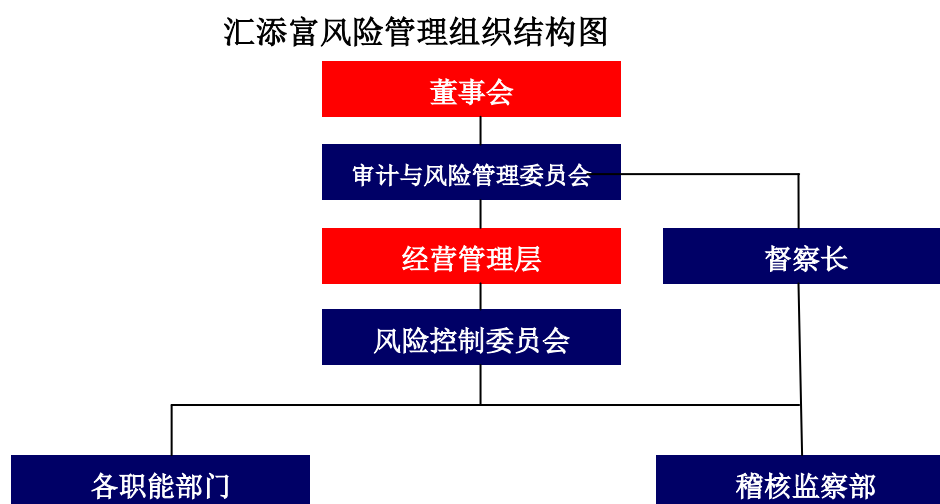 汇添富风险管理组织结构图
董事会
审计与风险管理委员会
经营管理层
督察长
风险控制委员会
各职能部门
稽核监察部